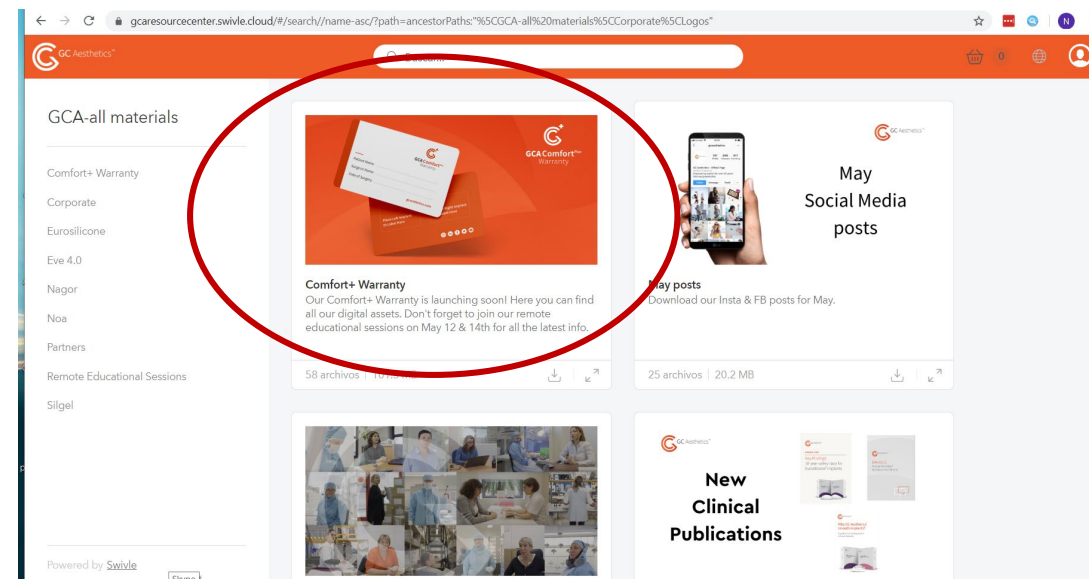 gcaresourcecenter.swivle.cloud/#/search//name-asc/?path=ancestorPaths:"%5CGCA-all%20materials%5CCorporate%5CLogos"
N
GC Aesthetics™
0
GCA-all materials
Comfort+ Warranty
Corporate
Eurosilicone
Eve 4.0
Nagor
Noa
Partners
Remote Educational Sessions
Silgel
Powered by Swivle
GCA Comfort Plus
Warranty
Comfort+ Warranty
Our Comfort+ Warranty is launching soon! Here you can find
all our digital assets. Don't forget to join our remote
educational sessions on May 12 & 14th for all the latest info.
58 archivos
GC Aesthetics™
May
Social Media
posts
May posts
Download our Insta & FB posts for May.
25 archivos | 20.2 MB
GC Aesthetics™
New
Clinical
Publications